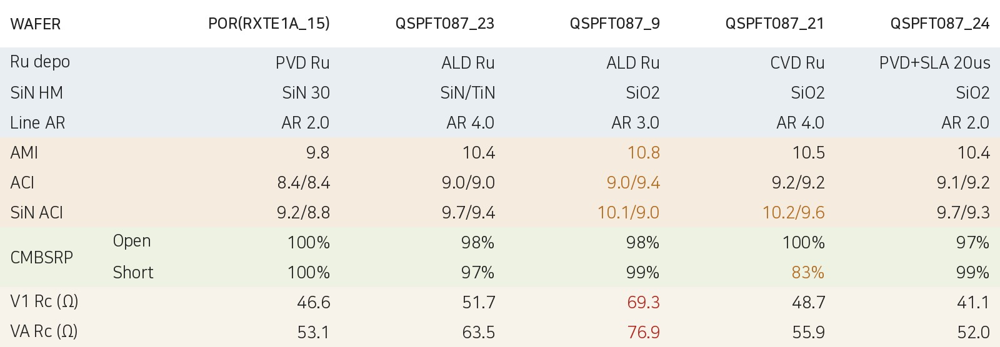 WAFER POR(RXTE1A_15) QSPFT087_23 QSPFT087_9 QSPFT087_21 QSPFT087_24
Ru depo PVD Ru ALD Ru ALD Ru CVD Ru PVD+SLA 20us
SiN HM SiN 30 SiN/TiN SiO2 SiO2 SiO2
Line AR AR 2.0 AR 4.0 AR 3.0 AR 4.0 AR 2.0
AMI 9.8 10.4 10.8 10.5 10.4
ACI 8.4/8.4 9.0/9.0 9.0/9.4 9.2/9.2 9.1/9.2
SiN ACI 9.2/8.8 9.7/9.4 10.1/9.0 10.2/9.6 9.7/9.3
CMBSRP
Open 100% 98% 98% 100% 97%
Short 100% 97% 99% 83% 99%
V1 Rc (Ω) 46.6 51.7 69.3 48.7 41.1
VA Rc (Ω) 53.1 63.5 76.9 55.9 52.0